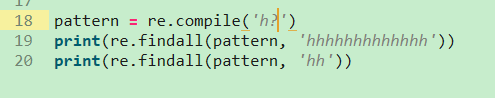 18 pattern = re.compile('h?')
19 print(re.findall(pattern, 'hhhhhhhhhhhhh'))
20 print(re.findall(pattern, 'hh'))